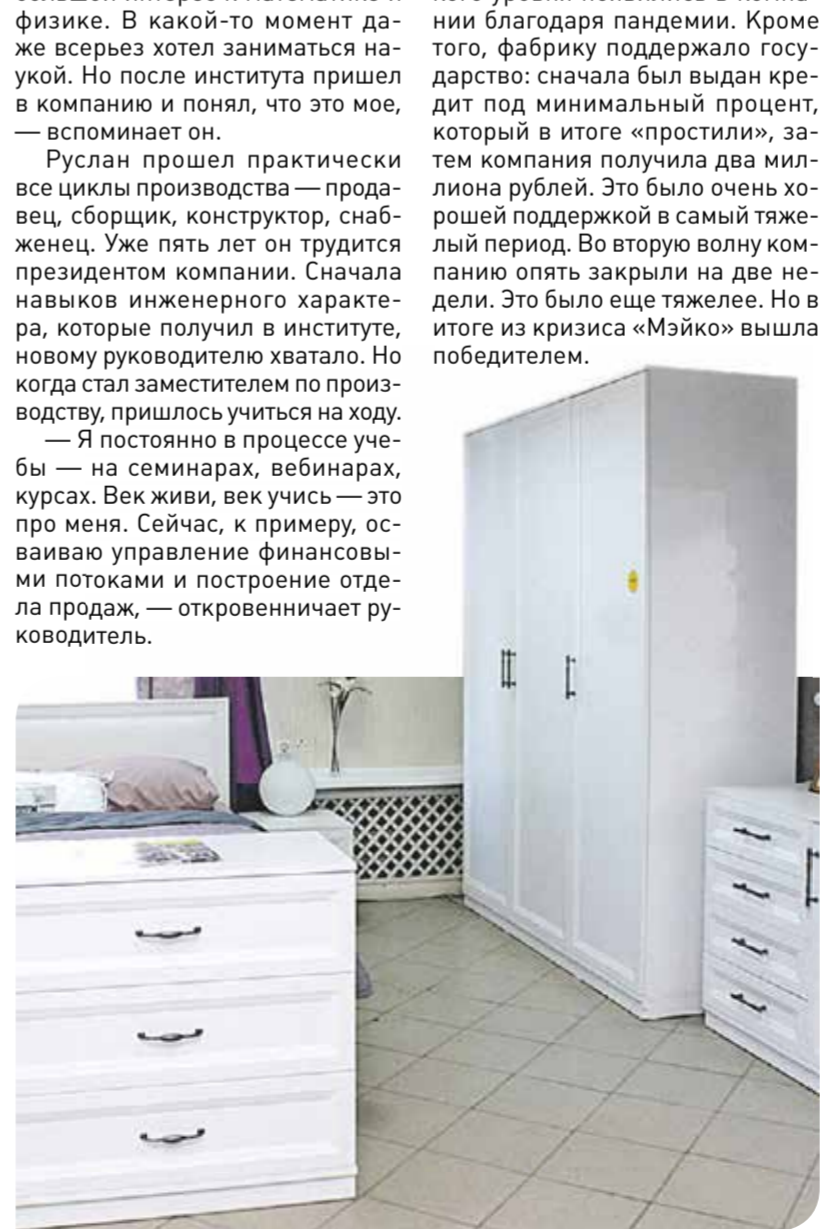 физике. В какой-то момент да-
же всерьез хотел заниматься на-
укой. Но после института пришел
в компанию и понял, что это мое,
— вспоминает он.
Руслан прошел практически
все циклы производства — прода-
вец, сборщик, конструктор, снаб-
женец. Уже пять лет он трудится
президентом компании. Сначала
навыков инженерного характе-
ра, которые получил в институте,
новому руководителю хватало. Но
когда стал заместителем по произ-
водству, пришлось учиться на ходу.
— Я постоянно в процессе уче-
бы — на семинарах, вебинарах,
курсах. Век живи, век учись — это
про меня. Сейчас, к примеру, ос-
ваиваю управление финансовы-
ми потоками и построение отде-
ла продаж, — откровенничает ру-
ководитель.
нии благодаря пандемии. Кроме
того, фабрику поддержало госу-
дарство: сначала был выдан кре-
дит под минимальный процент,
который в итоге «простили», за-
тем компания получила два мил-
лиона рублей. Это было очень хо-
рошей поддержкой в самый тяже-
лый период. Во вторую волну ком-
панию опять закрыли на две не-
дели. Это было еще тяжелее. Но в
итоге из кризиса «Мэйко» вышла
победителем.